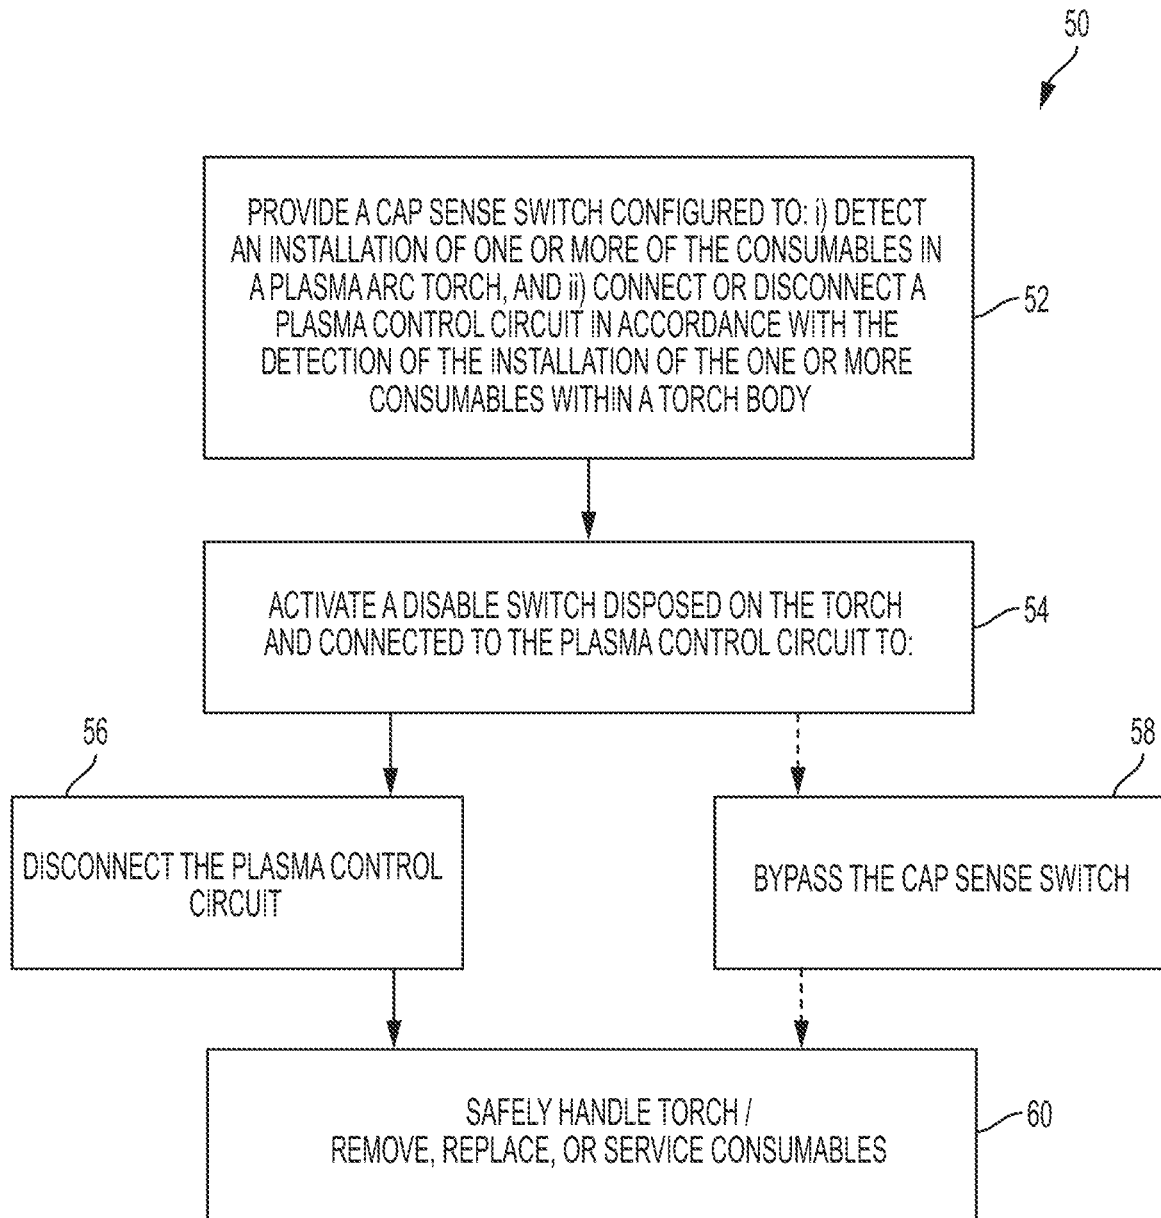 50
PROVIDE A CAP SENSE SWITCH CONFIGURED TO: i) DETECT
AN INSTALLATION OF ONE OR MORE OF THE CONSUMABLES IN
A PLASMA ARC TORCH, AND ii) CONNECT OR DISCONNECT A
PLASMA CONTROL CIRCUIT IN ACCORDANCE WITH THE
DETECTION OF THE INSTALLATION OF THE ONE OR MORE
CONSUMABLES WITHIN A TORCH BODY
52
ACTIVATE A DISABLE SWITCH DISPOSED ON THE TORCH
AND CONNECTED TO THE PLASMA CONTROL CIRCUIT TO:
54
56
DISCONNECT THE PLASMA CONTROL
CIRCUIT
58
BYPASS THE CAP SENSE SWITCH
SAFELY HANDLE TORCH /
REMOVE, REPLACE, OR SERVICE CONSUMABLES
60